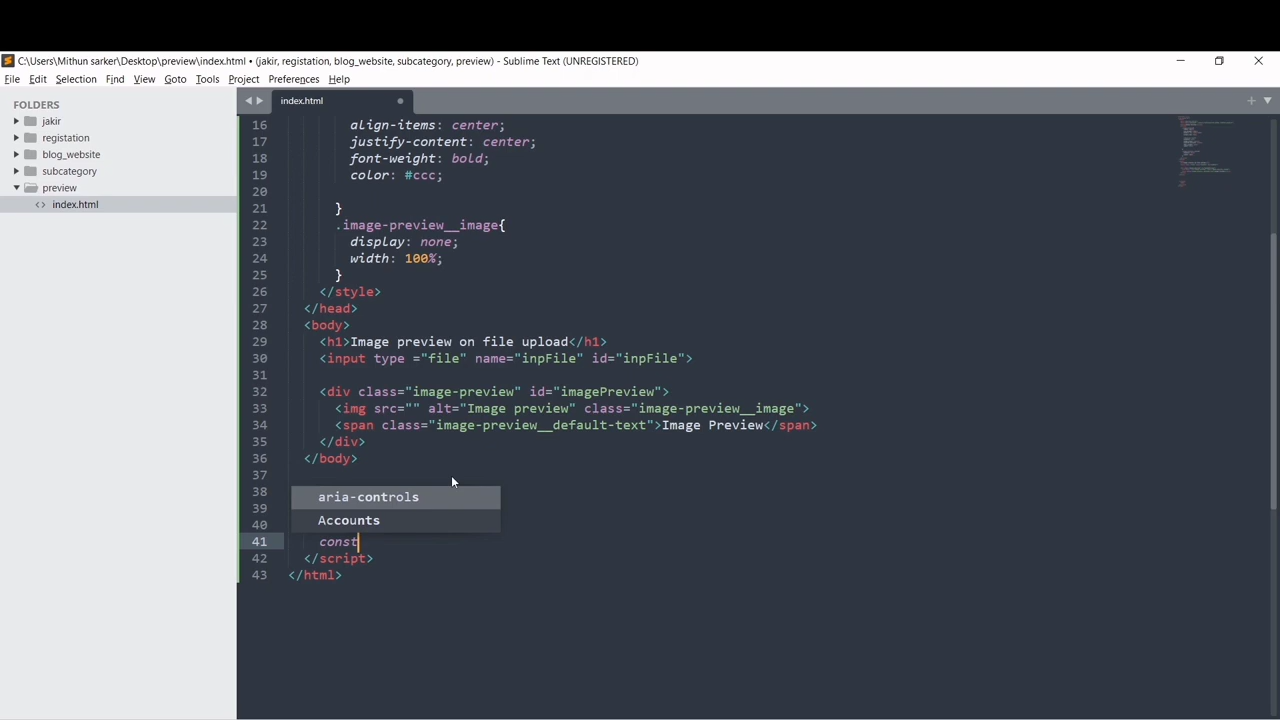 C:\Users\Mithun sarker\Desktop\preview\index.html • (jakir, registation, blog_website, subcategory, preview) - Sublime Text (UNREGISTERED)
File Edit Selection Find View Goto Tools Project Preferences Help
FOLDERS
jakir
registation
blog_website
subcategory
preview
<> index.html
index.html
16 align-items: center;
17 justify-content: center;
18 font-weight: bold;
19 color: #ccc;
20
21 }
22 .image-preview__image{
23 display: none;
24 width: 100%;
25 }
26 </style>
27 </head>
28 <body>
29 <h1>Image preview on file upload</h1>
30 <input type ="file" name="inpFile" id="inpFile">
31
32 <div class="image-preview" id="imagePreview">
33 <img src="" alt="Image preview" class="image-preview__image">
34 <span class="image-preview__default-text">Image Preview</span>
35 </div>
36 </body>
37
38 aria-controls
39
40 Accounts
41 const
42 </script>
43 </html>